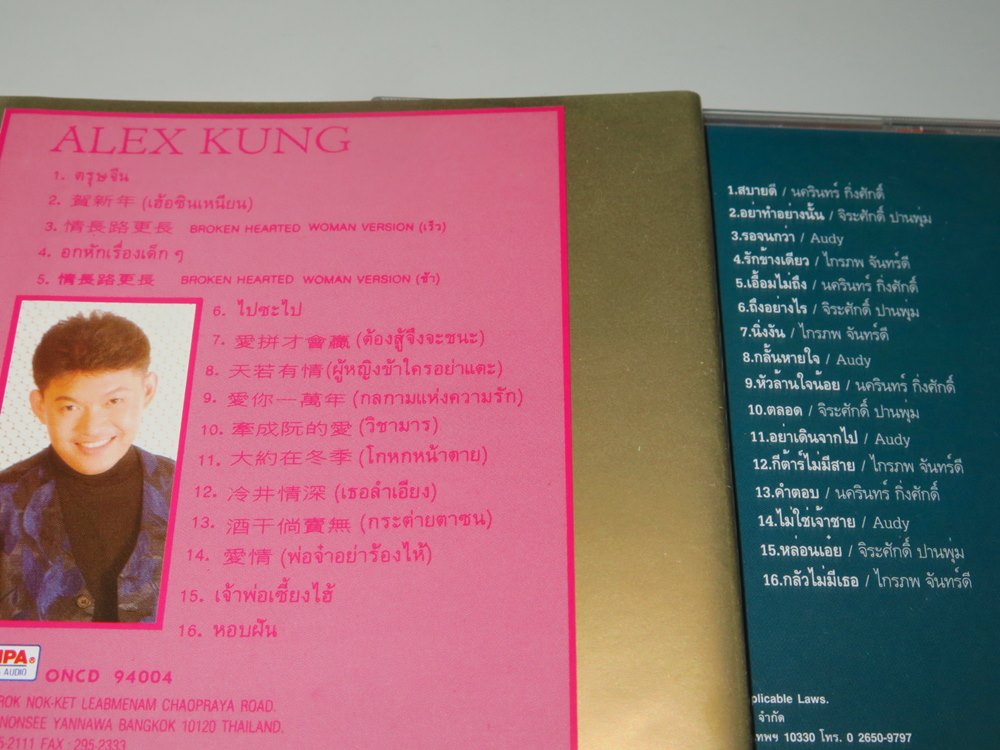 ALEX KUNG
1. ตรุษจีน
2. 賀新年 (เฮ้อซินเหนียน)
3. 情長路更長 BROKEN HEARTED WOMAN VERSION (เร็ว)
4. อกหักเรื่องเด็ก ๆ
5. 情長路更長 BROKEN HEARTED WOMAN VERSION (ช้า)
6. ไปซะไป
7. 愛拼才會贏 (ต้องสู้จึงจะชนะ)
8. 天若有情 (ผู้หญิงข้าใครอย่าแตะ)
9. 愛你一萬年 (กลกามแห่งความรัก)
10. 牽成阮的愛 (วิชามาร)
11. 大約在冬季 (โกหกหน้าตาย)
12. 冷井情深 (เธอลำเอียง)
13. 酒干倘賣無 (กระต่ายตาซน)
14. 愛情 (พ่อจ๋าอย่าร้องไห้)
15. เจ้าพ่อเซี้ยงไฮ้
16. หอบฝัน
MPA®
AUDIO
ONCD 94004
ROK NOK-KET LEABMENAM CHAOPRAYA ROAD.
NONSEE YANNAWA BANGKOK 10120 THAILAND.
5-2111 FAX : 295-2333
1.สบายดี / นครินทร์ กิ่งศักดิ์
2.อย่าทำอย่างนั้น / จิระศักดิ์ ปานพุ่ม
3.รอจนกว่า / Audy
4.รักข้างเดียว / ไกรภพ จันทร์ดี
5.เอื้อมไม่ถึง / นครินทร์ กิ่งศักดิ์
6.ถึงอย่างไร / จิระศักดิ์ ปานพุ่ม
7.นิ่งงัน / ไกรภพ จันทร์ดี
8.กลั้นหายใจ / Audy
9.หัวล้านใจน้อย / นครินทร์ กิ่งศักดิ์
10.ตลอด / จิระศักดิ์ ปานพุ่ม
11.อย่าเดินจากไป / Audy
12.กีต้าร์ไม่มีสาย / ไกรภพ จันทร์ดี
13.คำตอบ / นครินทร์ กิ่งศักดิ์
14.ไม่ใช่เจ้าชาย / Audy
15.หล่อนเอ๋ย / จิระศักดิ์ ปานพุ่ม
16.กลัวไม่มีเธอ / ไกรภพ จันทร์ดี
plicable Laws.
จำกัด
ทพฯ 10330 โทร. 0 2650-9797